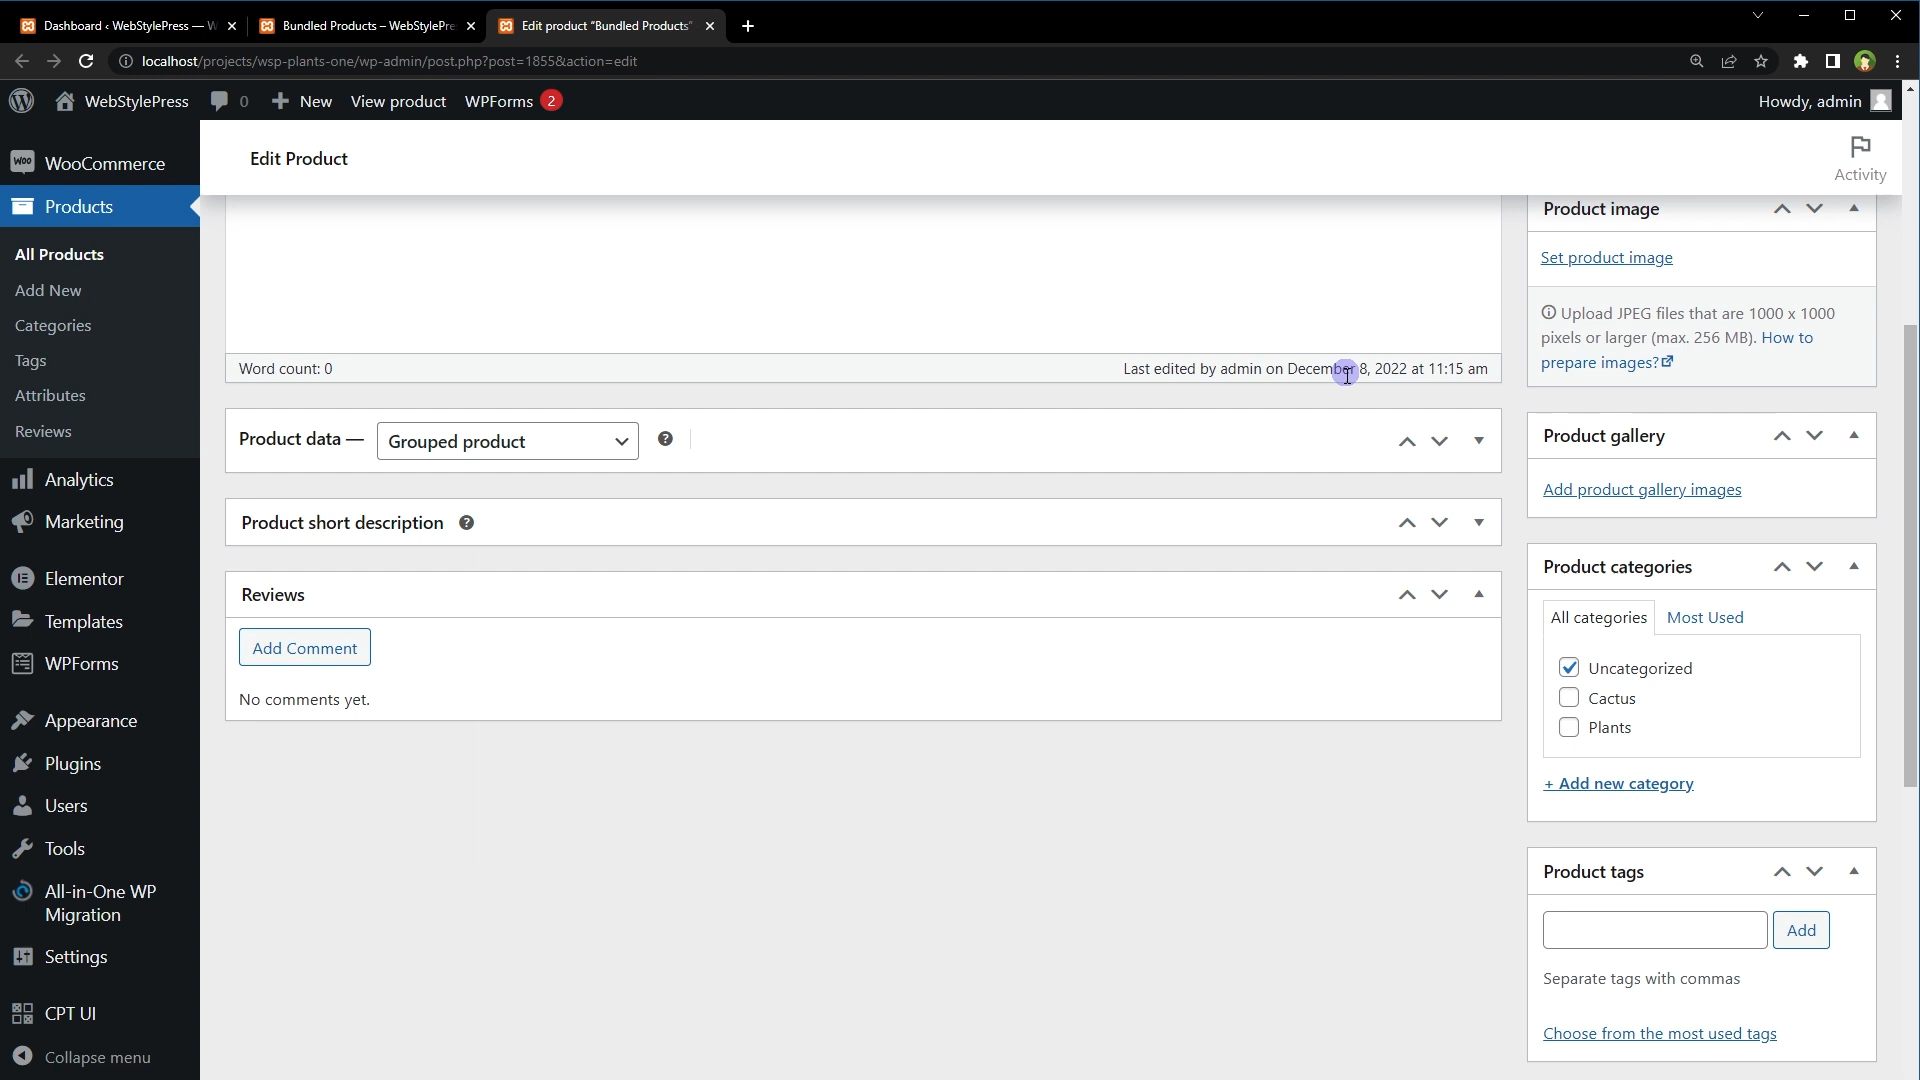 Dashboard ‹ WebStylePress — W
Bundled Products – WebStylePre
Edit product "Bundled Products"
localhost/projects/wsp-plants-one/wp-admin/post.php?post=1855&action=edit
WebStylePress
0
New
View product
WPForms
2
Howdy, admin
Woo
WooCommerce
Products
All Products
Add New
Categories
Tags
Attributes
Reviews
Analytics
Marketing
Elementor
Templates
WPForms
Appearance
Plugins
Users
Tools
All-in-One WP
Migration
Settings
CPT UI
Collapse menu
Edit Product
Activity
Word count: 0
Last edited by admin on December 8, 2022 at 11:15 am
Product data —
Grouped product
Product short description
Reviews
Add Comment
No comments yet.
Product image
Set product image
Upload JPEG files that are 1000 x 1000
pixels or larger (max. 256 MB). How to
prepare images?
Product gallery
Add product gallery images
Product categories
All categories
Most Used
Uncategorized
Cactus
Plants
+ Add new category
Product tags
Add
Separate tags with commas
Choose from the most used tags